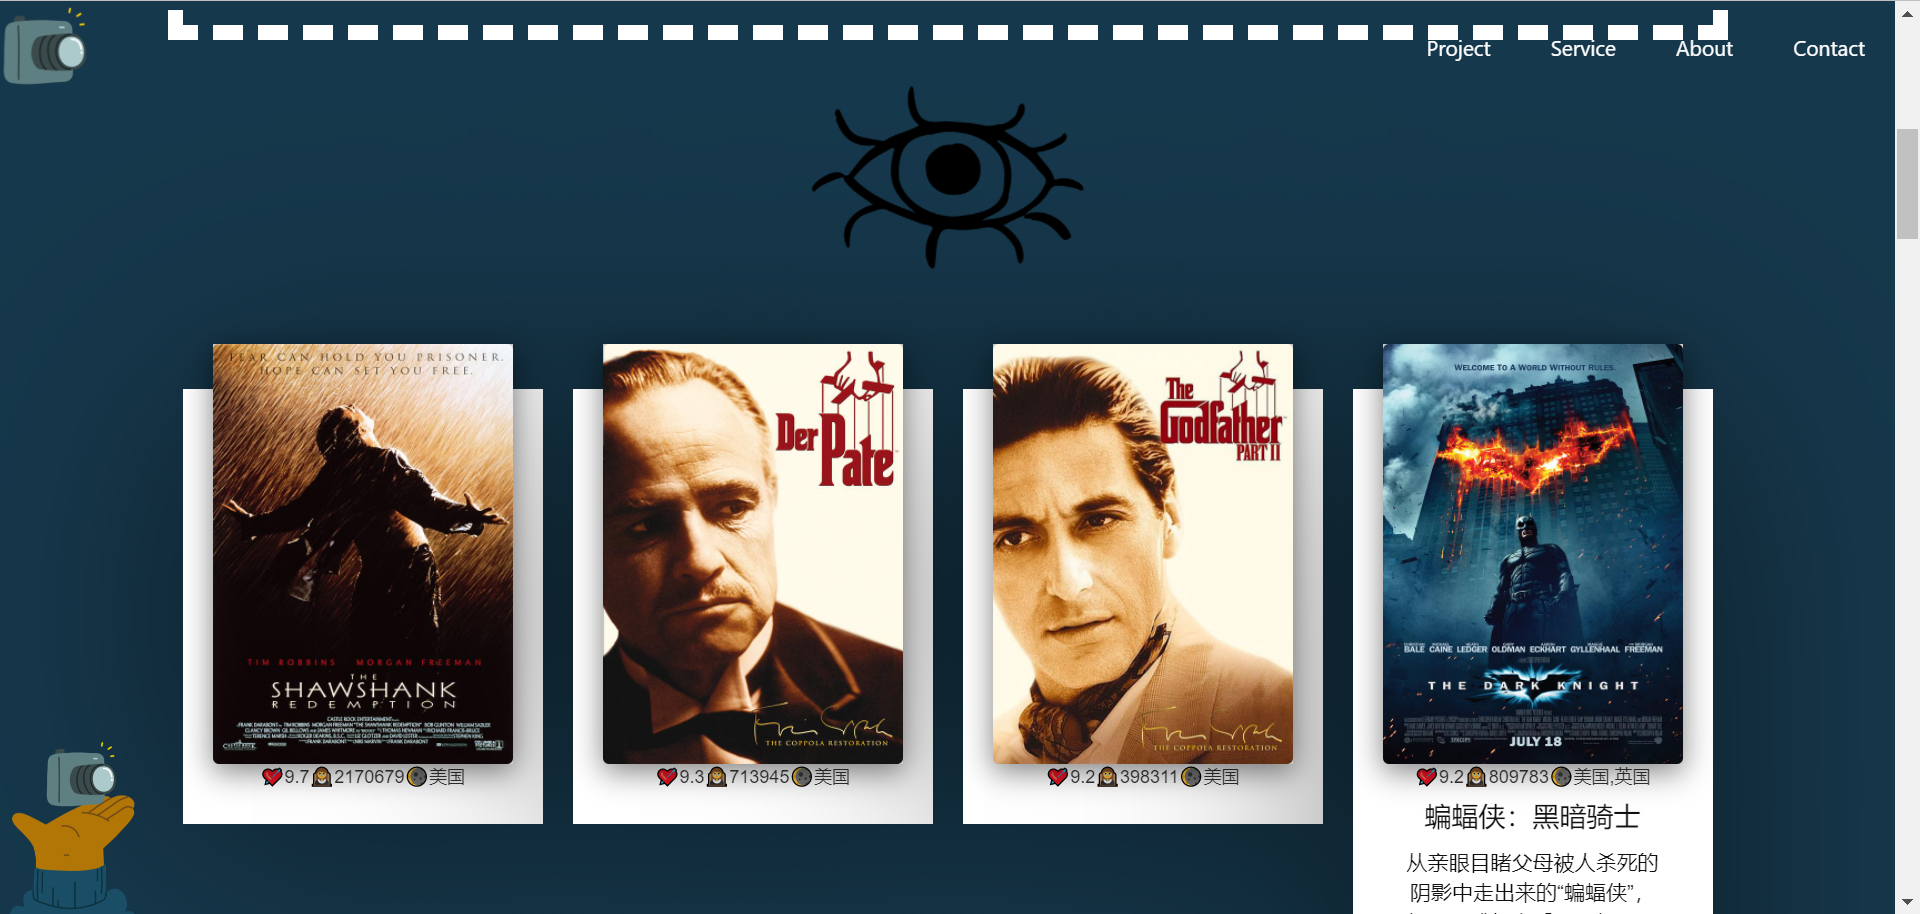 Project
Service
About
Contact
FEAR CAN HOLD YOU PRISONER.
HOPE CAN SET YOU FREE.
TIM ROBBINS MORGAN FREEMAN
THE
SHAWSHANK
REDEMPTION
9.7 2170679 美国
Der
Pate
THE COPPOLA RESTORATION
9.3 713945 美国
The
Godfather
PART II
THE COPPOLA RESTORATION
9.2 398311 美国
WELCOME TO A WORLD WITHOUT RULES.
BALE CAINE LEDGER OLDMAN ECKHART GYLLENHAAL FREEMAN
THE DARK KNIGHT
JULY 18
9.2 809783 美国,英国
蝙蝠侠：黑暗骑士
从亲眼目睹父母被人杀死的
阴影中走出来的“蝙蝠侠”，